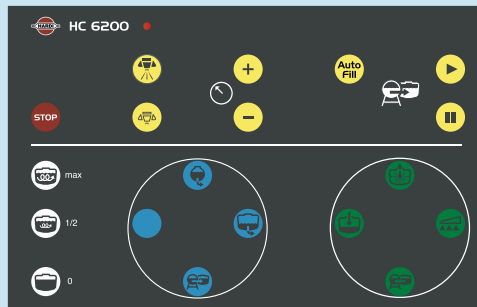 HARDI HC 6200
+ Auto Fill
STOP −
max
1/2
0